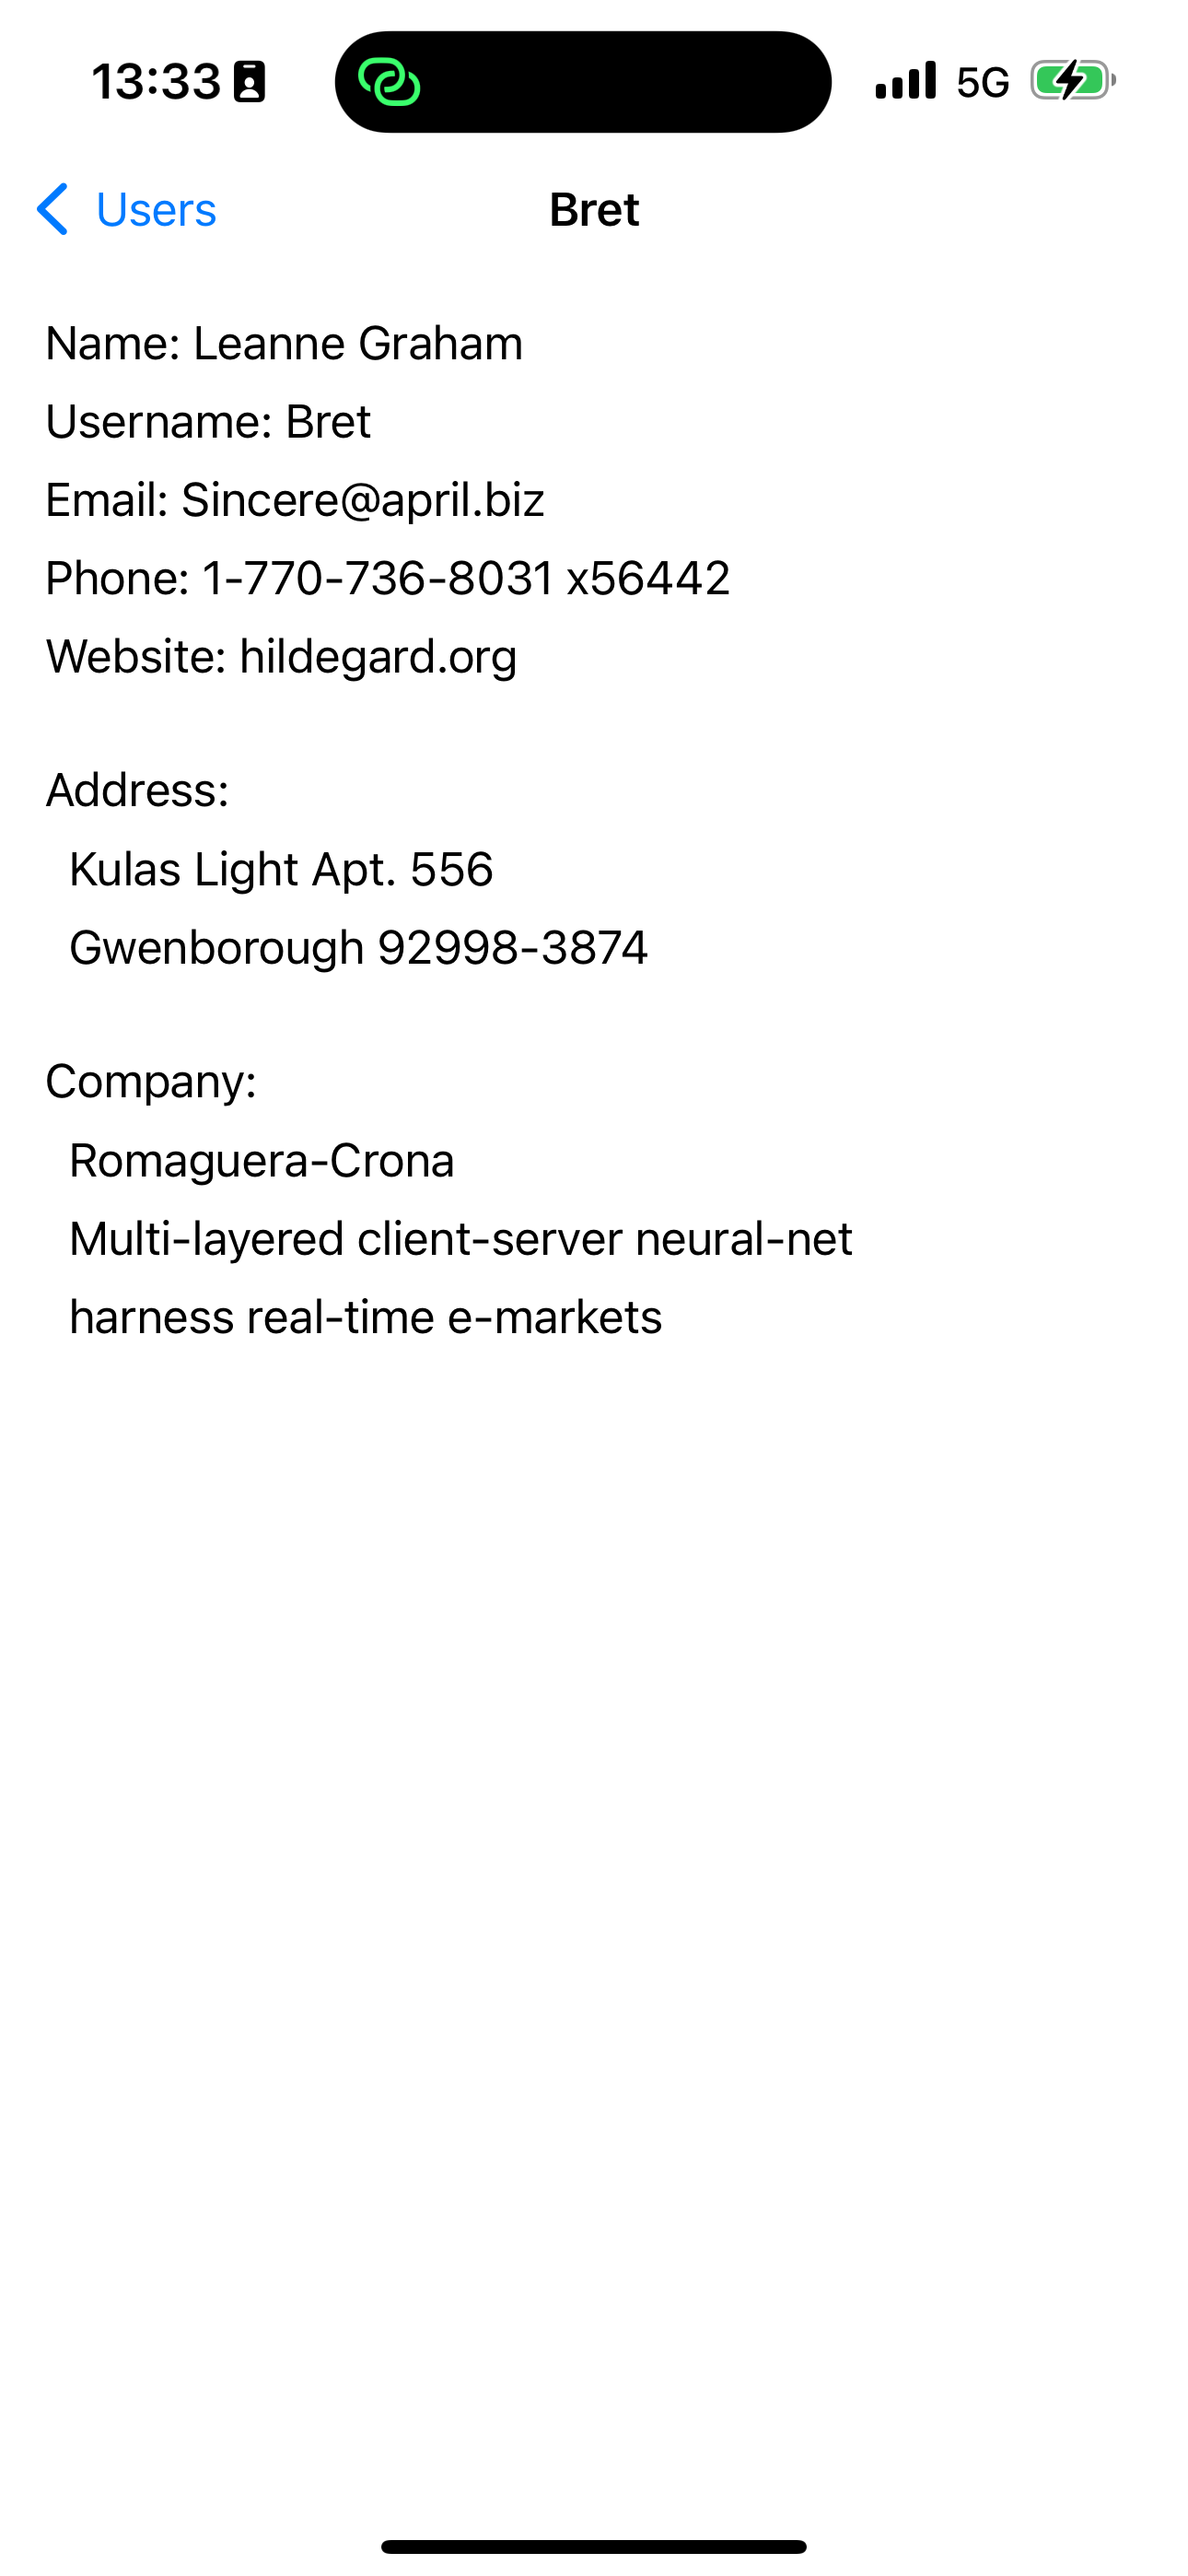 13:33
5G
Users
Bret
Name: Leanne Graham
Username: Bret
Email: Sincere@april.biz
Phone: 1-770-736-8031 x56442
Website: hildegard.org
Address:
Kulas Light Apt. 556
Gwenborough 92998-3874
Company:
Romaguera-Crona
Multi-layered client-server neural-net
harness real-time e-markets